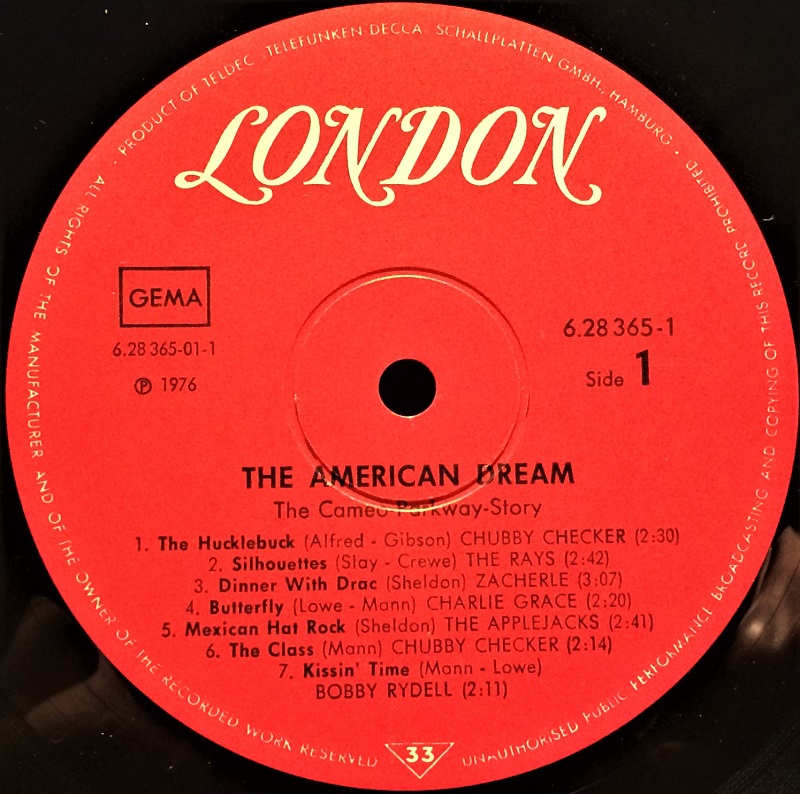 · PRODUCT OF TELDEC „TELEFUNKEN-DECCA" SCHALLPLATTEN GMBH., HAMBURG ·
LONDON
GEMA
6.28 365-01-1
℗ 1976
6.28 365-1
Side 1
THE AMERICAN DREAM
The Cameo-Parkway-Story
1. The Hucklebuck (Alfred - Gibson) CHUBBY CHECKER (2:30)
2. Silhouettes (Slay - Crewe) THE RAYS (2:42)
3. Dinner With Drac (Sheldon) ZACHERLE (3:07)
4. Butterfly (Lowe - Mann) CHARLIE GRACE (2:20)
5. Mexican Hat Rock (Sheldon) THE APPLEJACKS (2:41)
6. The Class (Mann) CHUBBY CHECKER (2:14)
7. Kissin' Time (Mann - Lowe)
BOBBY RYDELL (2:11)
33
ALL RIGHTS OF THE MANUFACTURER AND OF THE OWNER OF THE RECORDED WORK RESERVED
UNAUTHORISED PUBLIC PERFORMANCE BROADCASTING AND COPYING OF THIS RECORD PROHIBITED